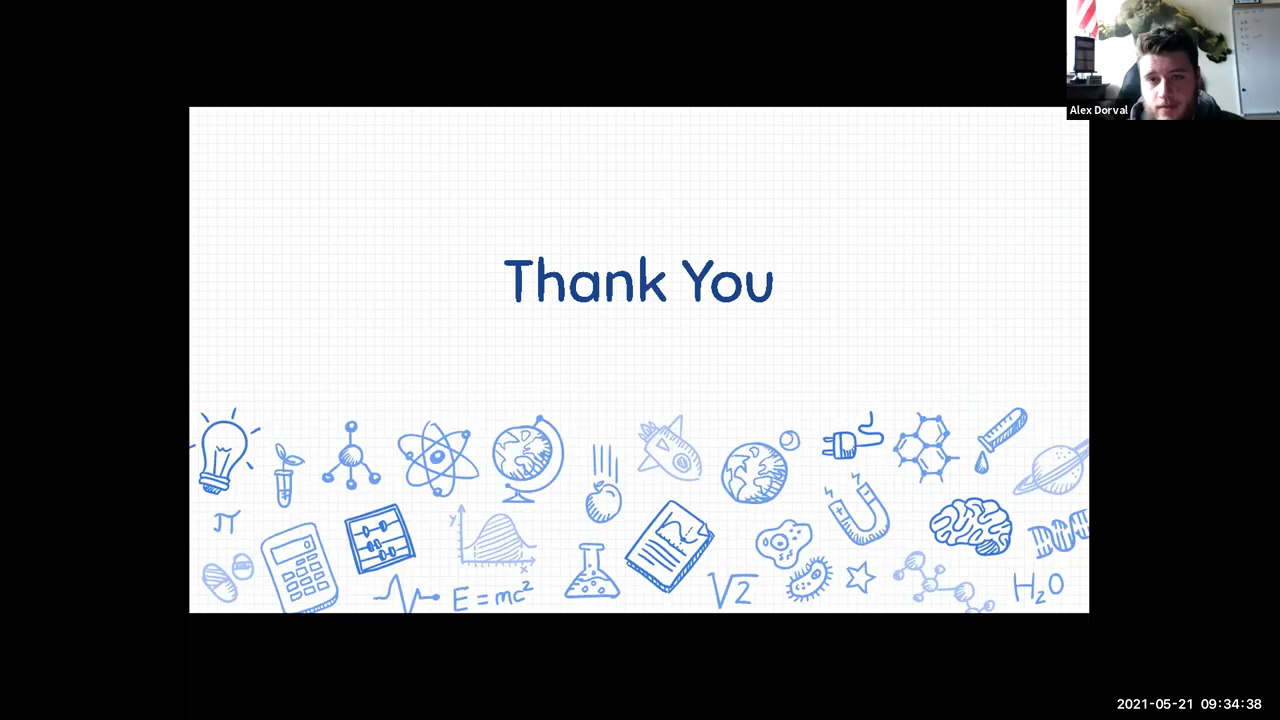 Alex Dorval
Thank You
π
y
x
E = mc²
√2
H₂O
2021-05-21 09:34:38